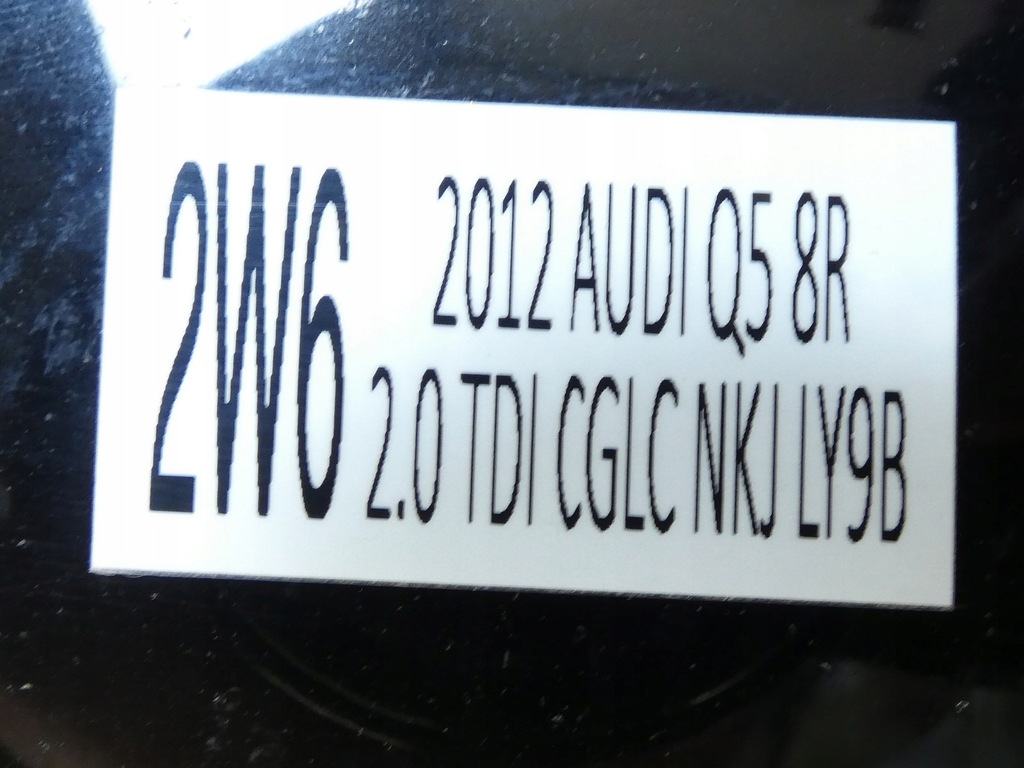 2W6
2012 AUDI Q5 8R
2.0 TDI CGLC NKJ LY9B